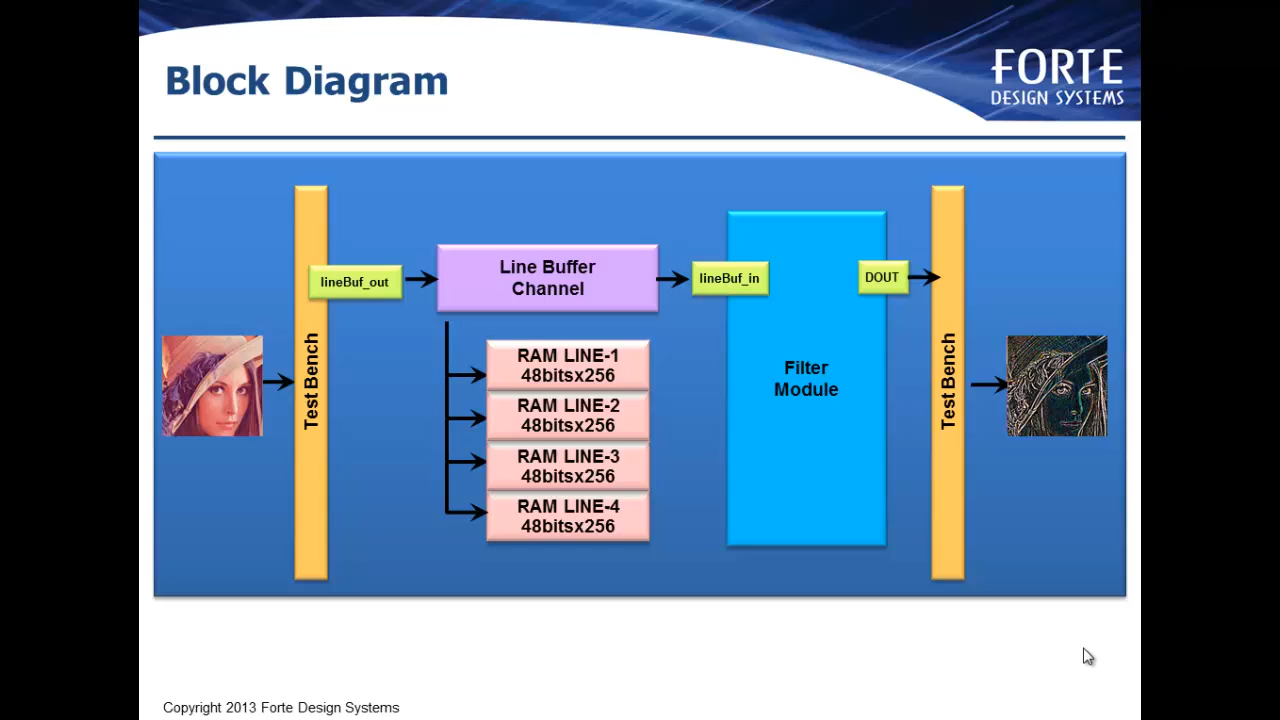 Block Diagram
FORTE
DESIGN SYSTEMS
Test Bench
lineBuf_out
Line Buffer
Channel
RAM LINE-1
48bitsx256
RAM LINE-2
48bitsx256
RAM LINE-3
48bitsx256
RAM LINE-4
48bitsx256
lineBuf_in
Filter
Module
DOUT
Test Bench
Copyright 2013 Forte Design Systems